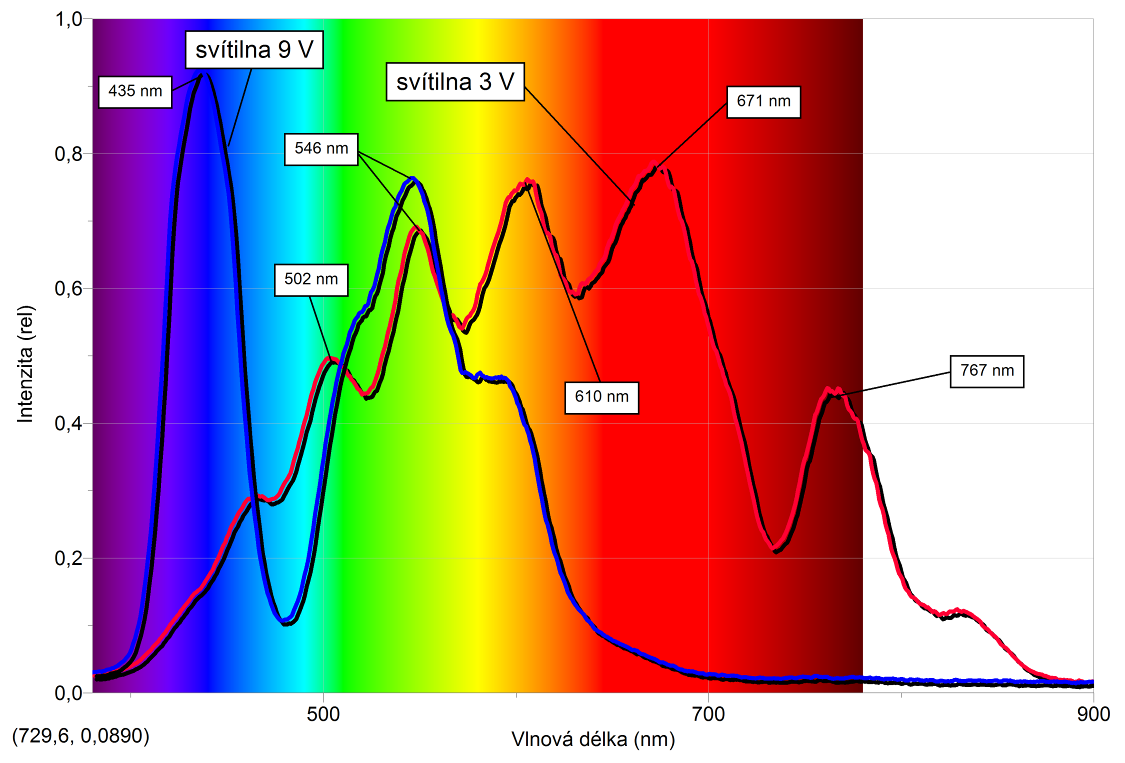 1,0
svítilna 9 V
435 nm
svítilna 3 V
671 nm
0,8
546 nm
502 nm
0,6
767 nm
610 nm
0,4
0,2
0,0
Intenzita (rel)
500
700
900
(729,6, 0,0890)
Vlnová délka (nm)